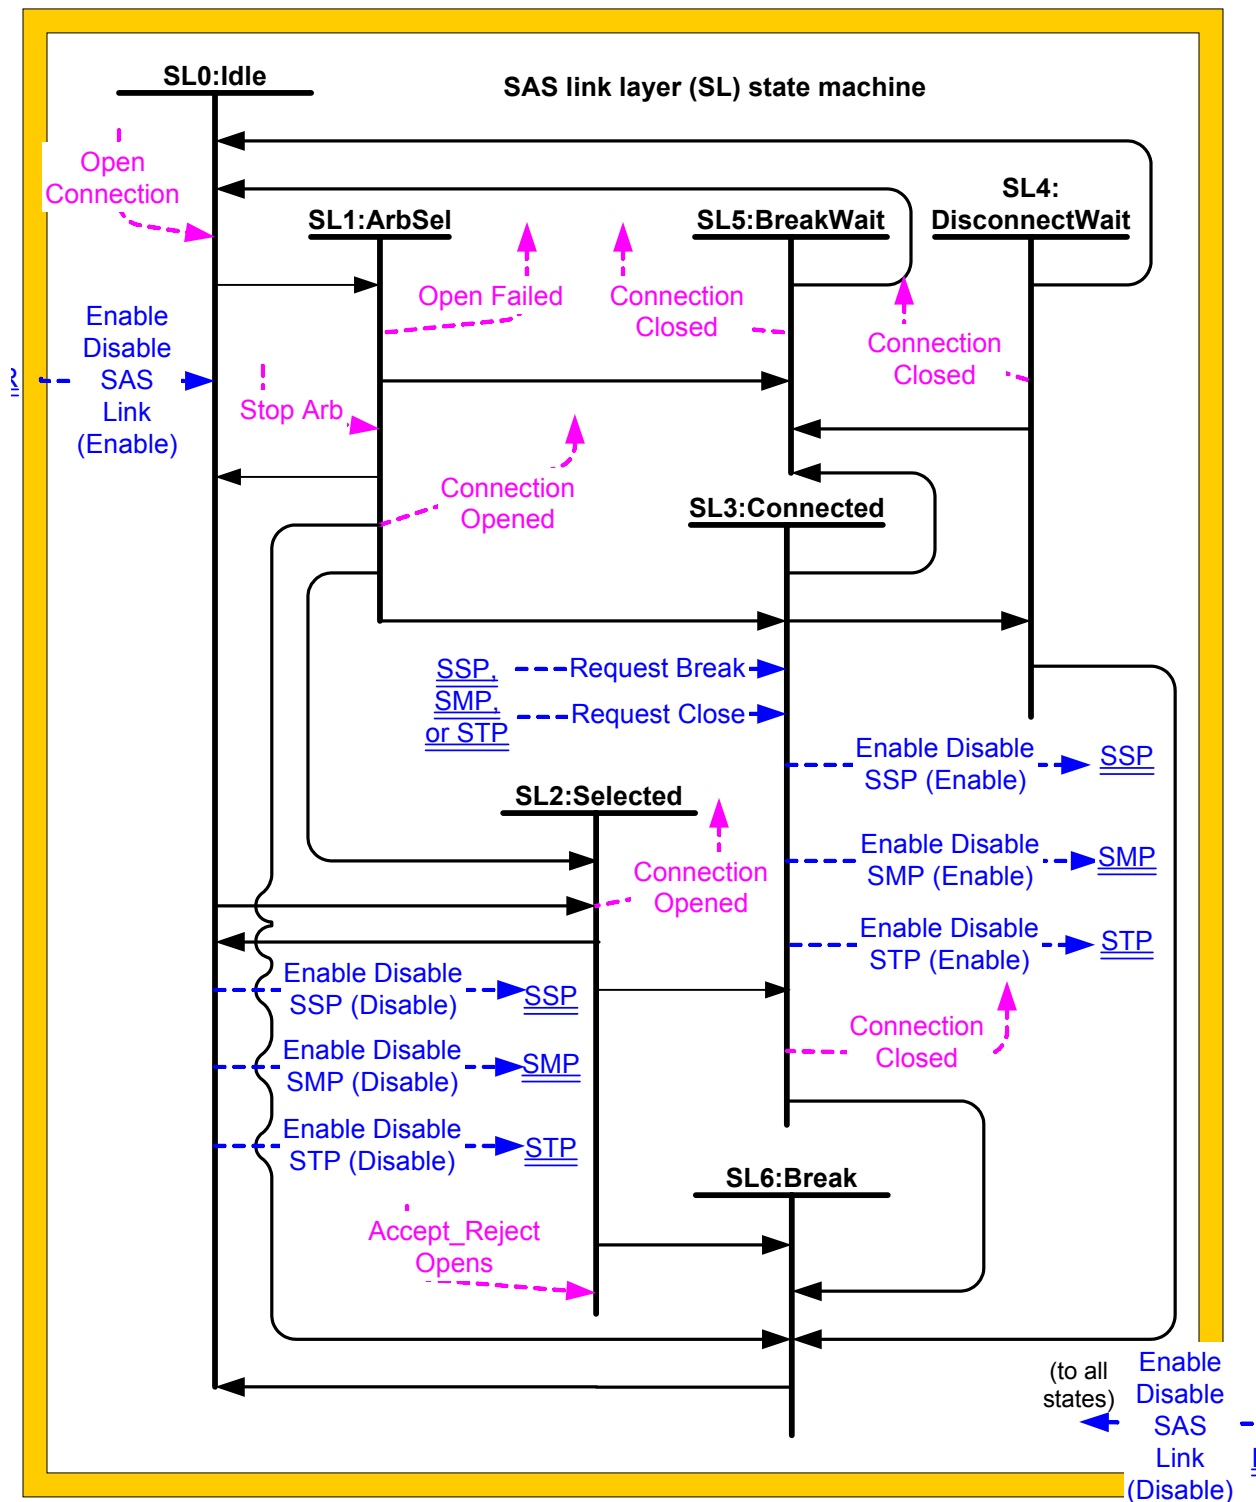 SAS link layer (SL) state machine
SL0:Idle
Open
Connection
SL4:
DisconnectWait
SL1:ArbSel
SL5:BreakWait
Open Failed
Connection
Closed
Connection
Closed
Enable
Disable
SAS
Link
(Enable)
Stop Arb
Connection
Opened
SL3:Connected
SSP,
SMP,
or STP
Request Break
Request Close
Enable Disable
SSP (Enable)
SSP
SL2:Selected
Enable Disable
SMP (Enable)
SMP
Connection
Opened
Enable Disable
STP (Enable)
STP
Enable Disable
SSP (Disable)
SSP
Connection
Closed
Enable Disable
SMP (Disable)
SMP
Enable Disable
STP (Disable)
STP
SL6:Break
Accept_Reject
Opens
(to all
states)
Enable
Disable
SAS
Link
(Disable)